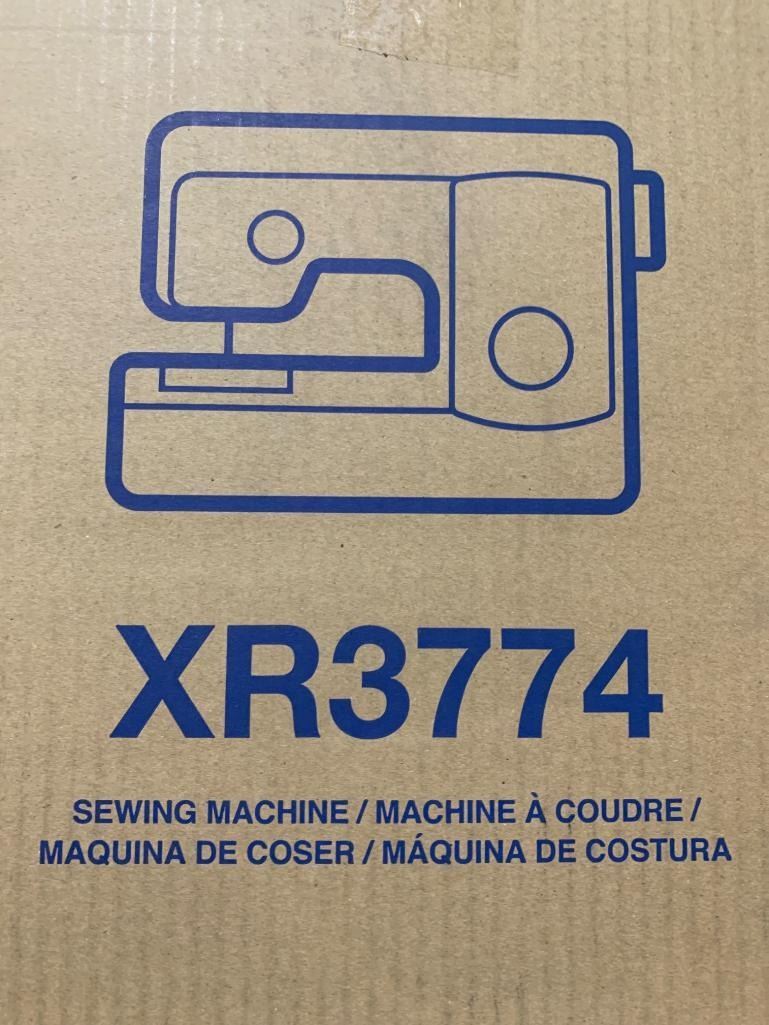 XR3774
SEWING MACHINE / MACHINE À COUDRE /
MAQUINA DE COSER / MÁQUINA DE COSTURA